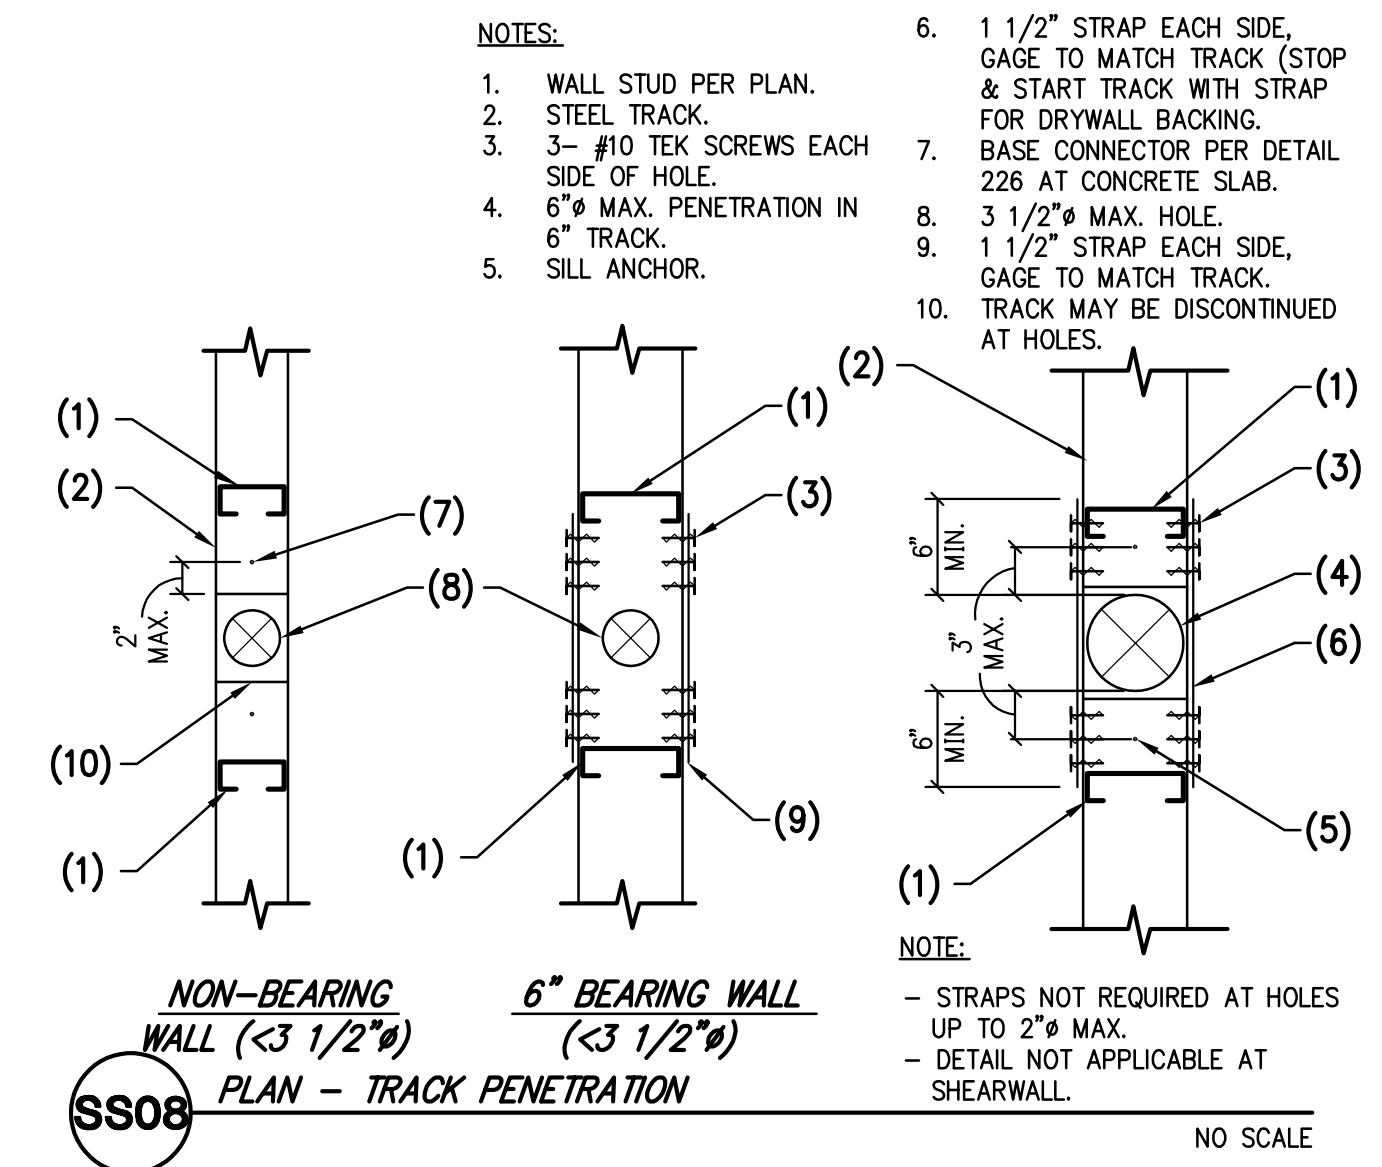 NOTES:
1. WALL STUD PER PLAN.
2. STEEL TRACK.
3. 3– #10 TEK SCREWS EACH
SIDE OF HOLE.
4. 6"ø MAX. PENETRATION IN
6" TRACK.
5. SILL ANCHOR.
6. 1 1/2" STRAP EACH SIDE,
GAGE TO MATCH TRACK (STOP
& START TRACK WITH STRAP
FOR DRYWALL BACKING.
7. BASE CONNECTOR PER DETAIL
226 AT CONCRETE SLAB.
8. 3 1/2"ø MAX. HOLE.
9. 1 1/2" STRAP EACH SIDE,
GAGE TO MATCH TRACK.
10. TRACK MAY BE DISCONTINUED
AT HOLES.
(1)
(2)
(7)
(8)
2"
MAX.
(10)
(1)
NON–BEARING
WALL (<3 1/2"ø)
(1)
(3)
(9)
(1)
6" BEARING WALL
(<3 1/2"ø)
(2)
(1)
(3)
6"
MIN.
(4)
3"
MAX.
(6)
6"
MIN.
(5)
(1)
NOTE:
– STRAPS NOT REQUIRED AT HOLES
UP TO 2"ø MAX.
– DETAIL NOT APPLICABLE AT
SHEARWALL.
SS08
PLAN – TRACK PENETRATION
NO SCALE